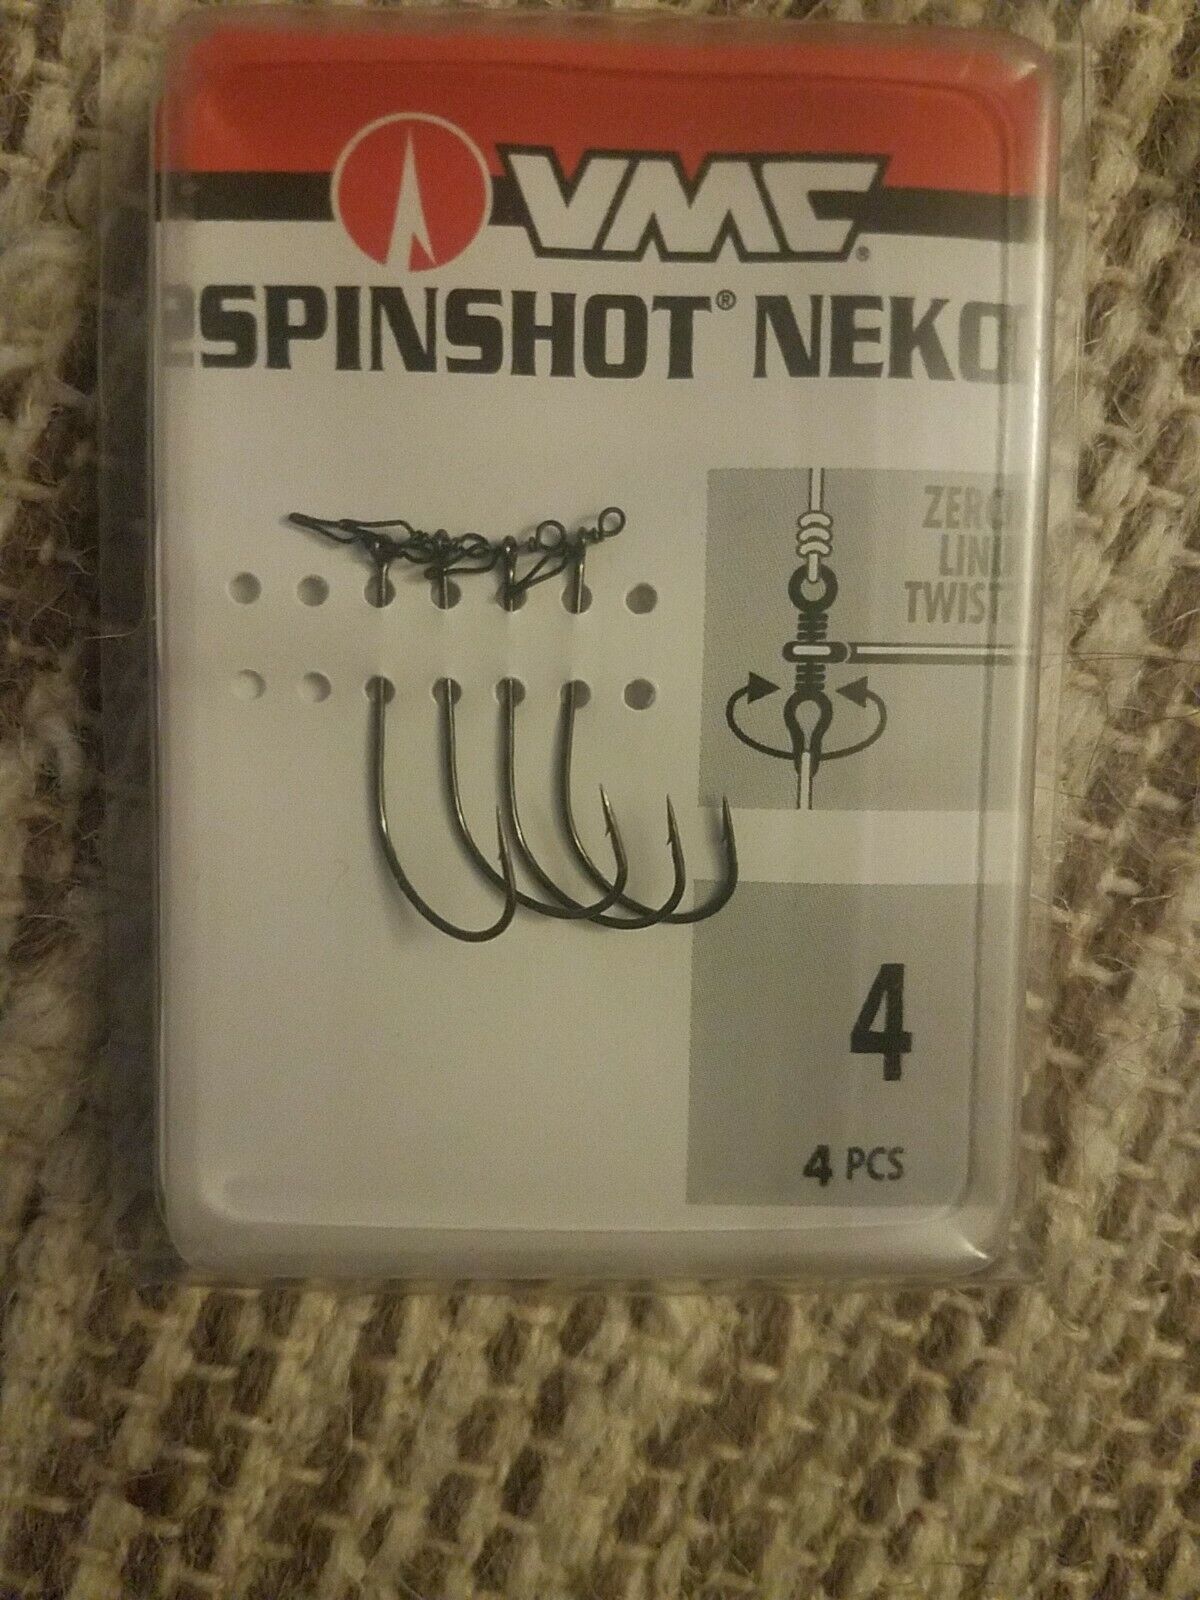 VMC®
SPINSHOT® NEKO
ZERO
LINE
TWIST
4
4 PCS